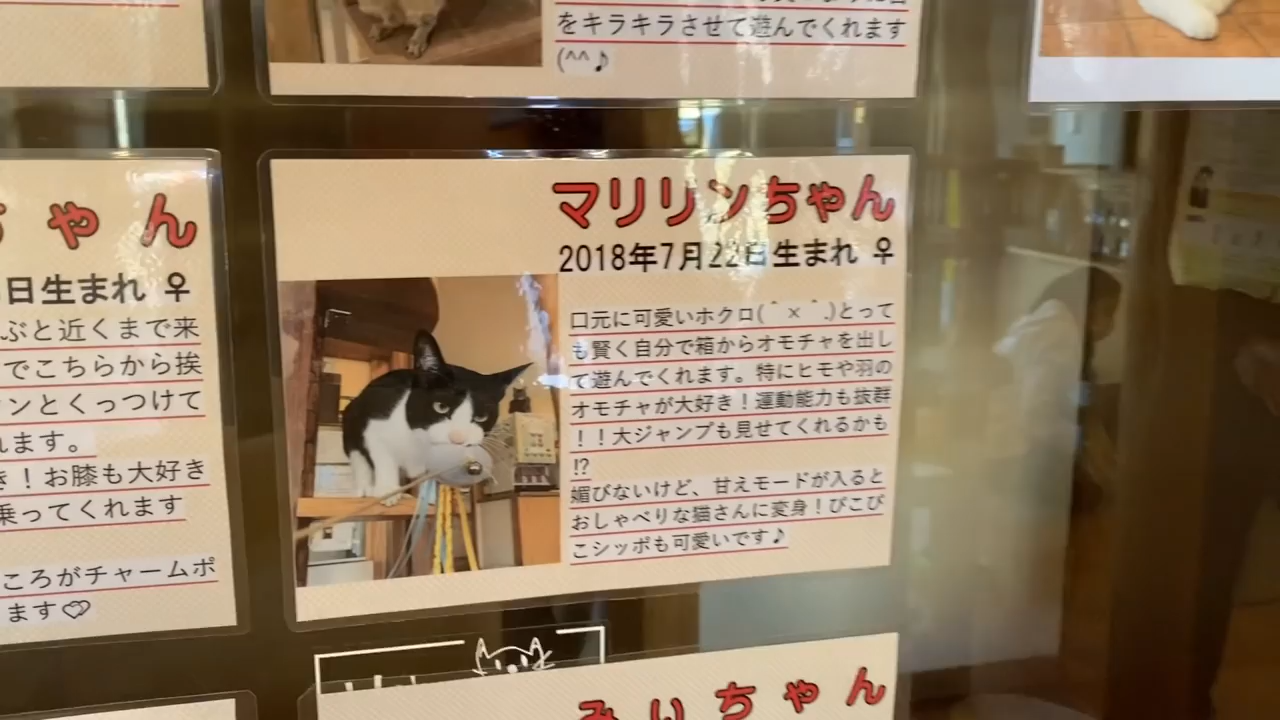 をキラキラさせて遊んでくれます
(^^♪
ちゃん
日生まれ ♀
ぶと近くまで来
でこちらから挨
ンとくっつけて
れます。
き！お膝も大好き
乗ってくれます
ころがチャームポ
ます♡
マリリンちゃん
2018年7月22日生まれ ♀
口元に可愛いホクロ(＾×＾.)とって
も賢く自分で箱からオモチャを出し
て遊んでくれます。特にヒモや羽の
オモチャが大好き！運動能力も抜群
！！大ジャンプも見せてくれるかも
!?
媚びないけど、甘えモードが入ると
おしゃべりな猫さんに変身！ぴこぴ
こシッポも可愛いです♪
みいちゃん